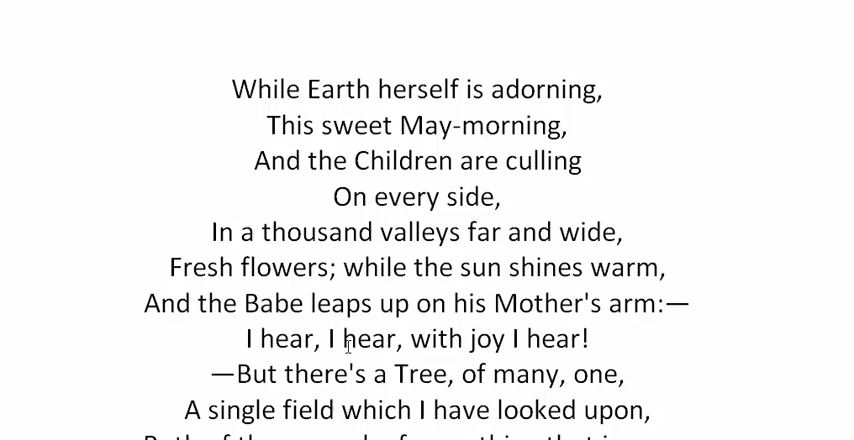 While Earth herself is adorning,
This sweet May-morning,
And the Children are culling
On every side,
In a thousand valleys far and wide,
Fresh flowers; while the sun shines warm,
And the Babe leaps up on his Mother's arm:—
I hear, I hear, with joy I hear!
—But there's a Tree, of many, one,
A single field which I have looked upon,